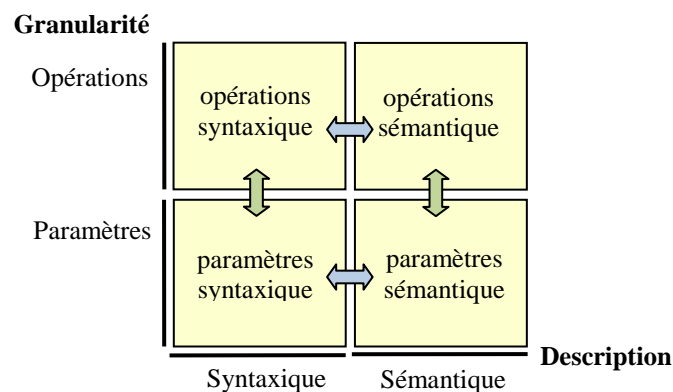 Granularité
Opérations
opérations
syntaxique
opérations
sémantique
Paramètres
paramètres
syntaxique
paramètres
sémantique
Description
Syntaxique
Sémantique